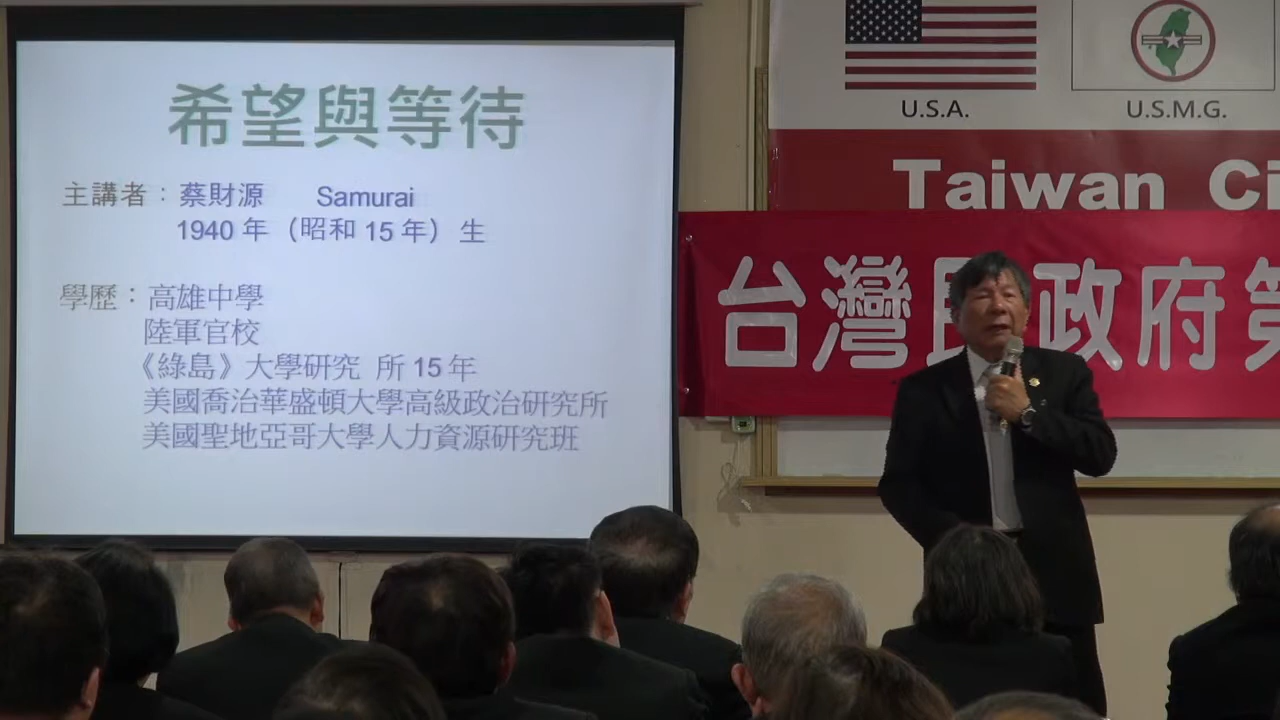 希望與等待
主講者：蔡財源 Samurai
1940 年（昭和 15 年）生
學歷：高雄中學
陸軍官校
《綠島》大學研究 所 15 年
美國喬治華盛頓大學高級政治研究所
美國聖地亞哥大學人力資源研究班
U.S.A.
U.S.M.G.
Taiwan Ci
台灣民政府第